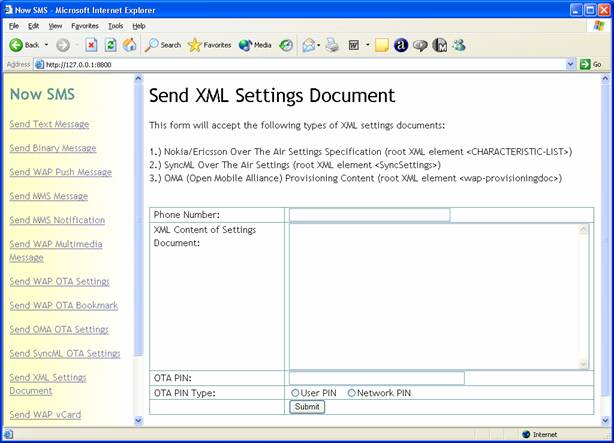 Now SMS - Microsoft Internet Explorer
File Edit View Favorites Tools Help
Back Search Favorites Media
Address http://127.0.0.1:8800 Go
Now SMS
Send Text Message
Send Binary Message
Send WAP Push Message
Send MMS Message
Send MMS Notification
Send WAP Multimedia
Message
Send WAP OTA Settings
Send WAP OTA Bookmark
Send OMA OTA Settings
Send SyncML OTA Settings
Send XML Settings
Document
Send WAP vCard
Send XML Settings Document
This form will accept the following types of XML settings documents:
1.) Nokia/Ericsson Over The Air Settings Specification (root XML element <CHARACTERISTIC-LIST>)
2.) SyncML Over The Air Settings (root XML element <SyncSettings>)
3.) OMA (Open Mobile Alliance) Provisioning Content (root XML element <wap-provisioningdoc>)
Phone Number:
XML Content of Settings
Document:
OTA PIN:
OTA PIN Type: User PIN Network PIN
Submit
Internet